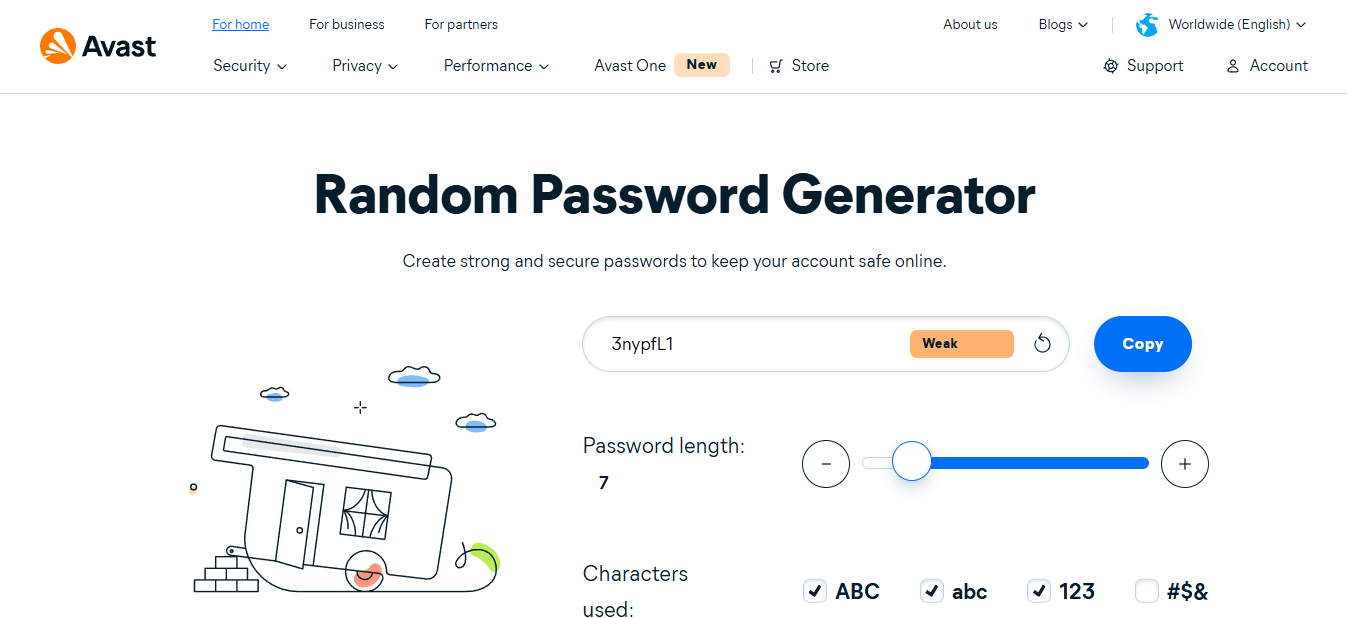 For home For business For partners About us Blogs Worldwide (English)
Avast
Security Privacy Performance Avast One New Store Support Account
Random Password Generator
Create strong and secure passwords to keep your account safe online.
3nypfL1 Weak Copy
Password length:
7
− +
Characters
used:
ABC abc 123 #$&